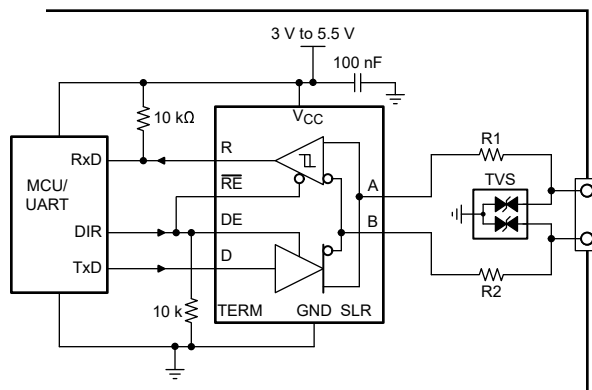 3 V to 5.5 V
100 nF
10 kΩ
VCC
R1
RxD
R
TVS
MCU/
UART
RE
A
DE
B
DIR
D
TxD
R2
10 k
TERM
GND
SLR